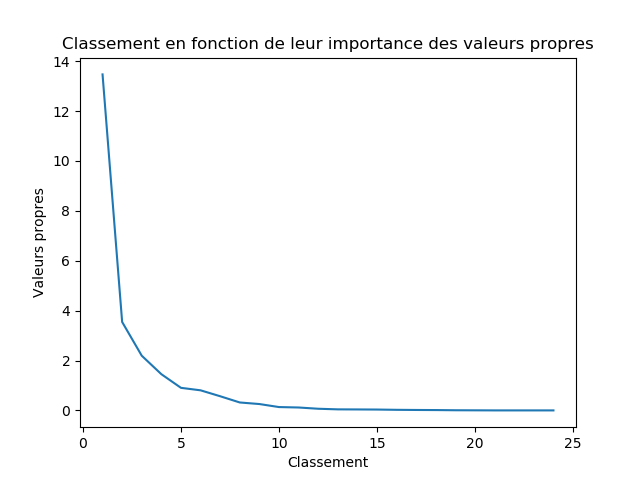 Classement en fonction de leur importance des valeurs propres
14
12
10
8
6
4
2
0
Valeurs propres
0 5 10 15 20 25
Classement